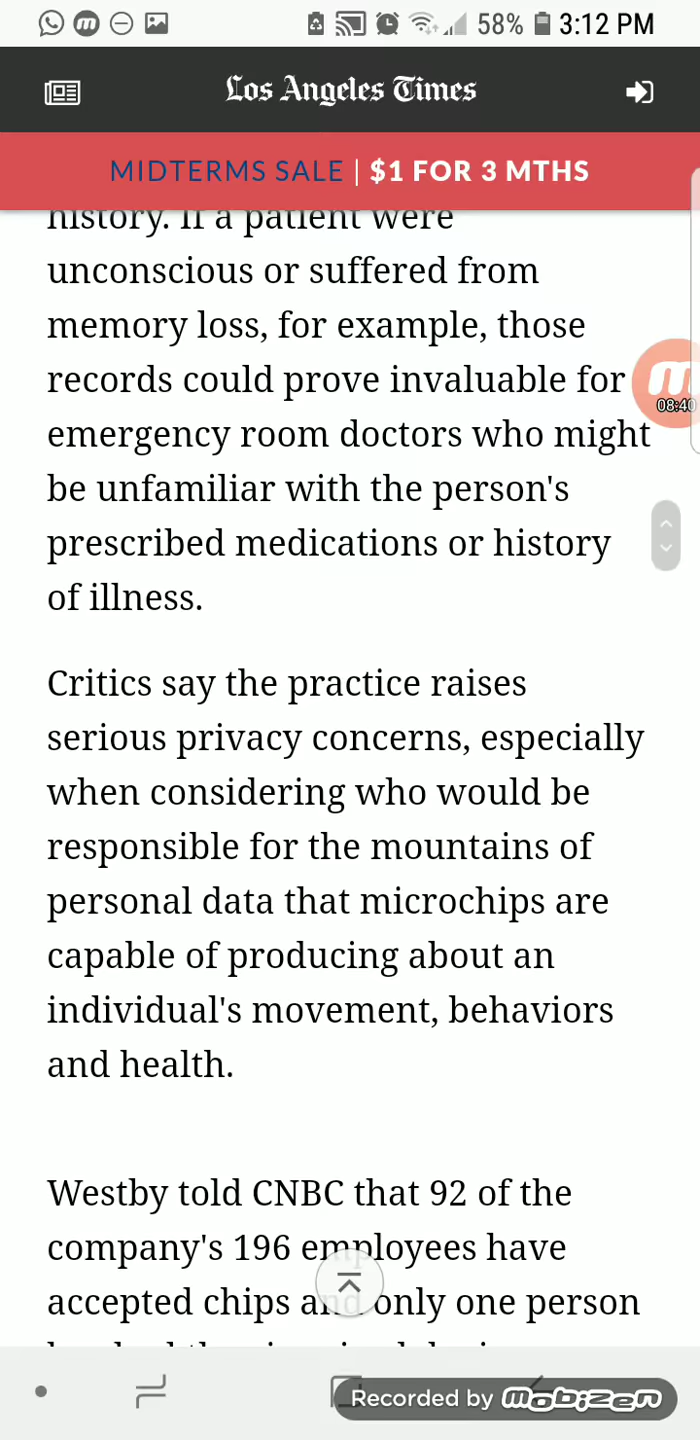 58% 3:12 PM
Los Angeles Times
MIDTERMS SALE | $1 FOR 3 MTHS
history. If a patient were
unconscious or suffered from
memory loss, for example, those
records could prove invaluable for
08:40
emergency room doctors who might
be unfamiliar with the person's
prescribed medications or history
of illness.
Critics say the practice raises
serious privacy concerns, especially
when considering who would be
responsible for the mountains of
personal data that microchips are
capable of producing about an
individual's movement, behaviors
and health.
Westby told CNBC that 92 of the
company's 196 employees have
accepted chips and only one person
Recorded by mobizen